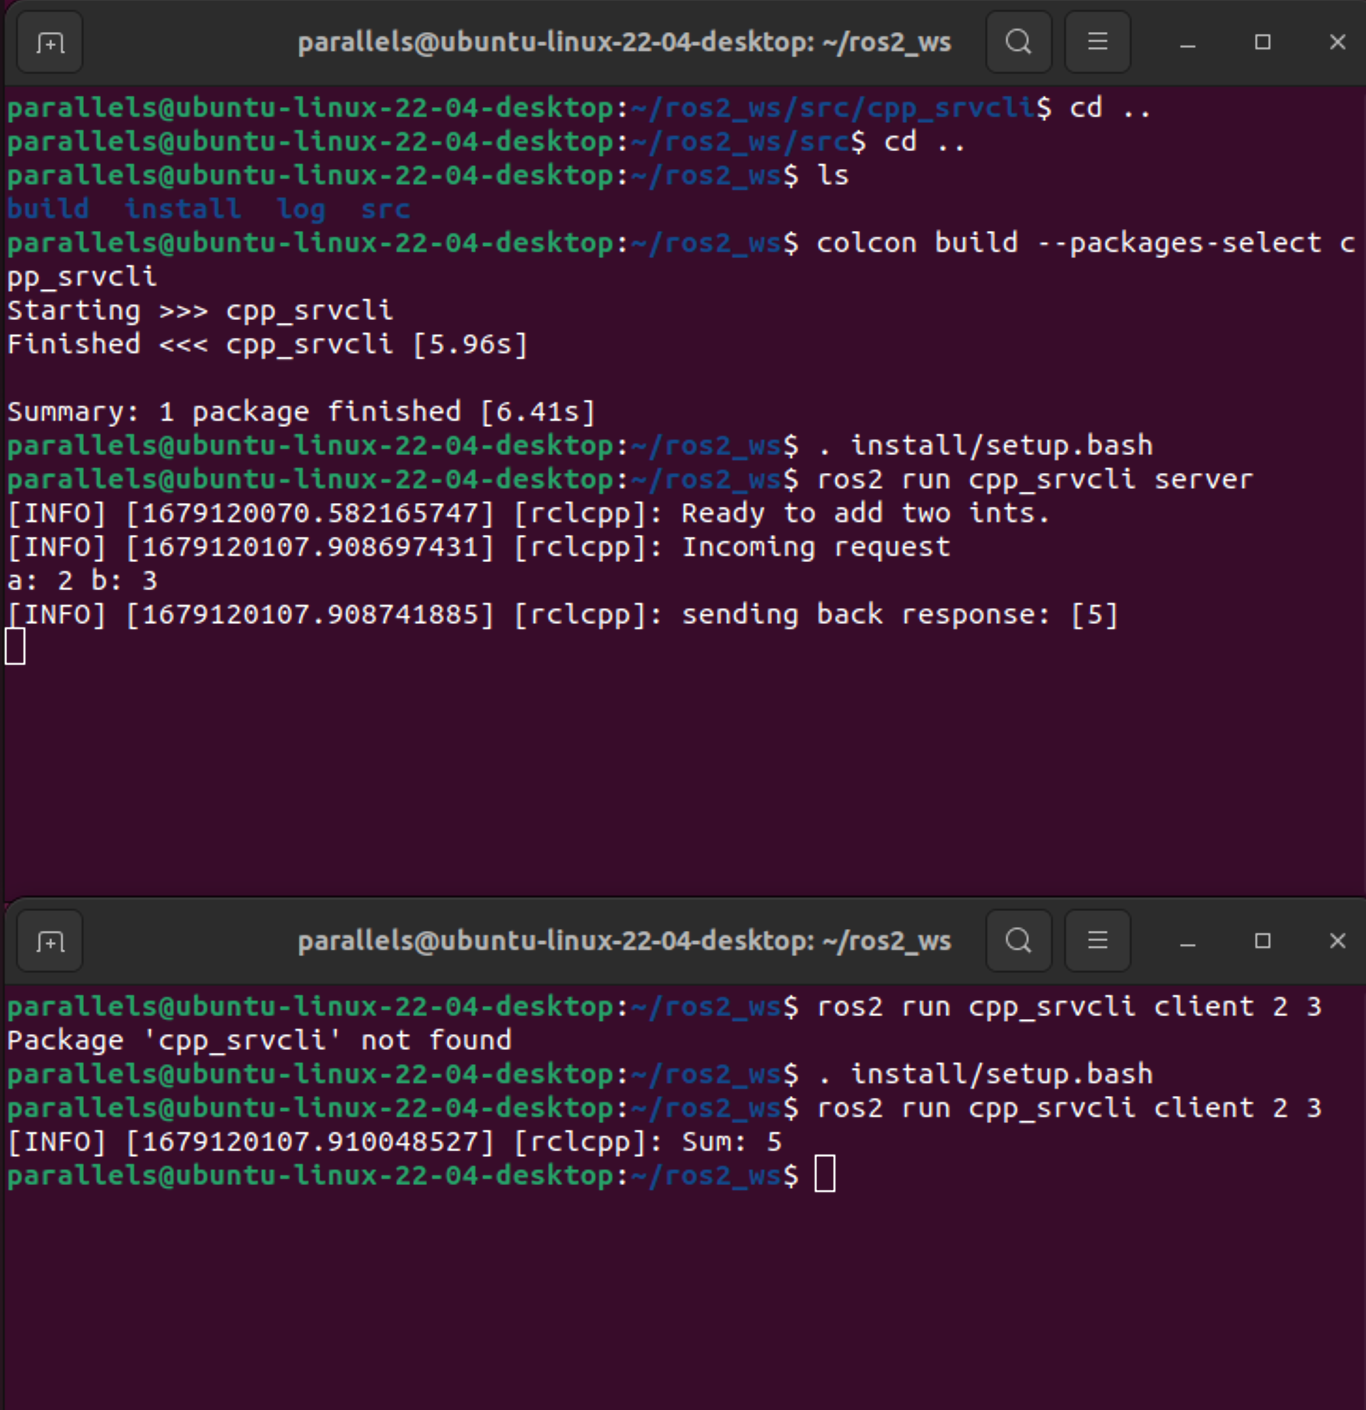 parallels@ubuntu-linux-22-04-desktop: ~/ros2_ws
parallels@ubuntu-linux-22-04-desktop:~/ros2_ws/src/cpp_srvcli$ cd ..
parallels@ubuntu-linux-22-04-desktop:~/ros2_ws/src$ cd ..
parallels@ubuntu-linux-22-04-desktop:~/ros2_ws$ ls
build  install  log  src
parallels@ubuntu-linux-22-04-desktop:~/ros2_ws$ colcon build --packages-select c
pp_srvcli
Starting >>> cpp_srvcli
Finished <<< cpp_srvcli [5.96s]

Summary: 1 package finished [6.41s]
parallels@ubuntu-linux-22-04-desktop:~/ros2_ws$ . install/setup.bash
parallels@ubuntu-linux-22-04-desktop:~/ros2_ws$ ros2 run cpp_srvcli server
[INFO] [1679120070.582165747] [rclcpp]: Ready to add two ints.
[INFO] [1679120107.908697431] [rclcpp]: Incoming request
a: 2 b: 3
[INFO] [1679120107.908741885] [rclcpp]: sending back response: [5]
parallels@ubuntu-linux-22-04-desktop: ~/ros2_ws
parallels@ubuntu-linux-22-04-desktop:~/ros2_ws$ ros2 run cpp_srvcli client 2 3
Package 'cpp_srvcli' not found
parallels@ubuntu-linux-22-04-desktop:~/ros2_ws$ . install/setup.bash
parallels@ubuntu-linux-22-04-desktop:~/ros2_ws$ ros2 run cpp_srvcli client 2 3
[INFO] [1679120107.910048527] [rclcpp]: Sum: 5
parallels@ubuntu-linux-22-04-desktop:~/ros2_ws$